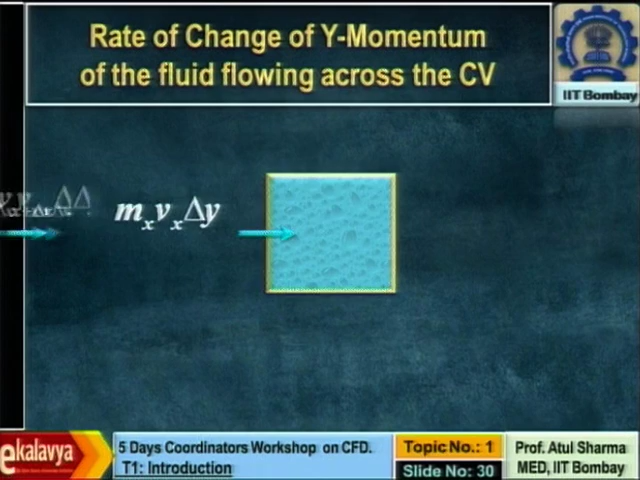 Rate of Change of Y-Momentum
of the fluid flowing across the CV
IIT Bombay
mₓvₓΔy
ekalavya
5 Days Coordinators Workshop on CFD.
T1: Introduction
Topic No.: 1
Slide No: 30
Prof. Atul Sharma
MED, IIT Bombay